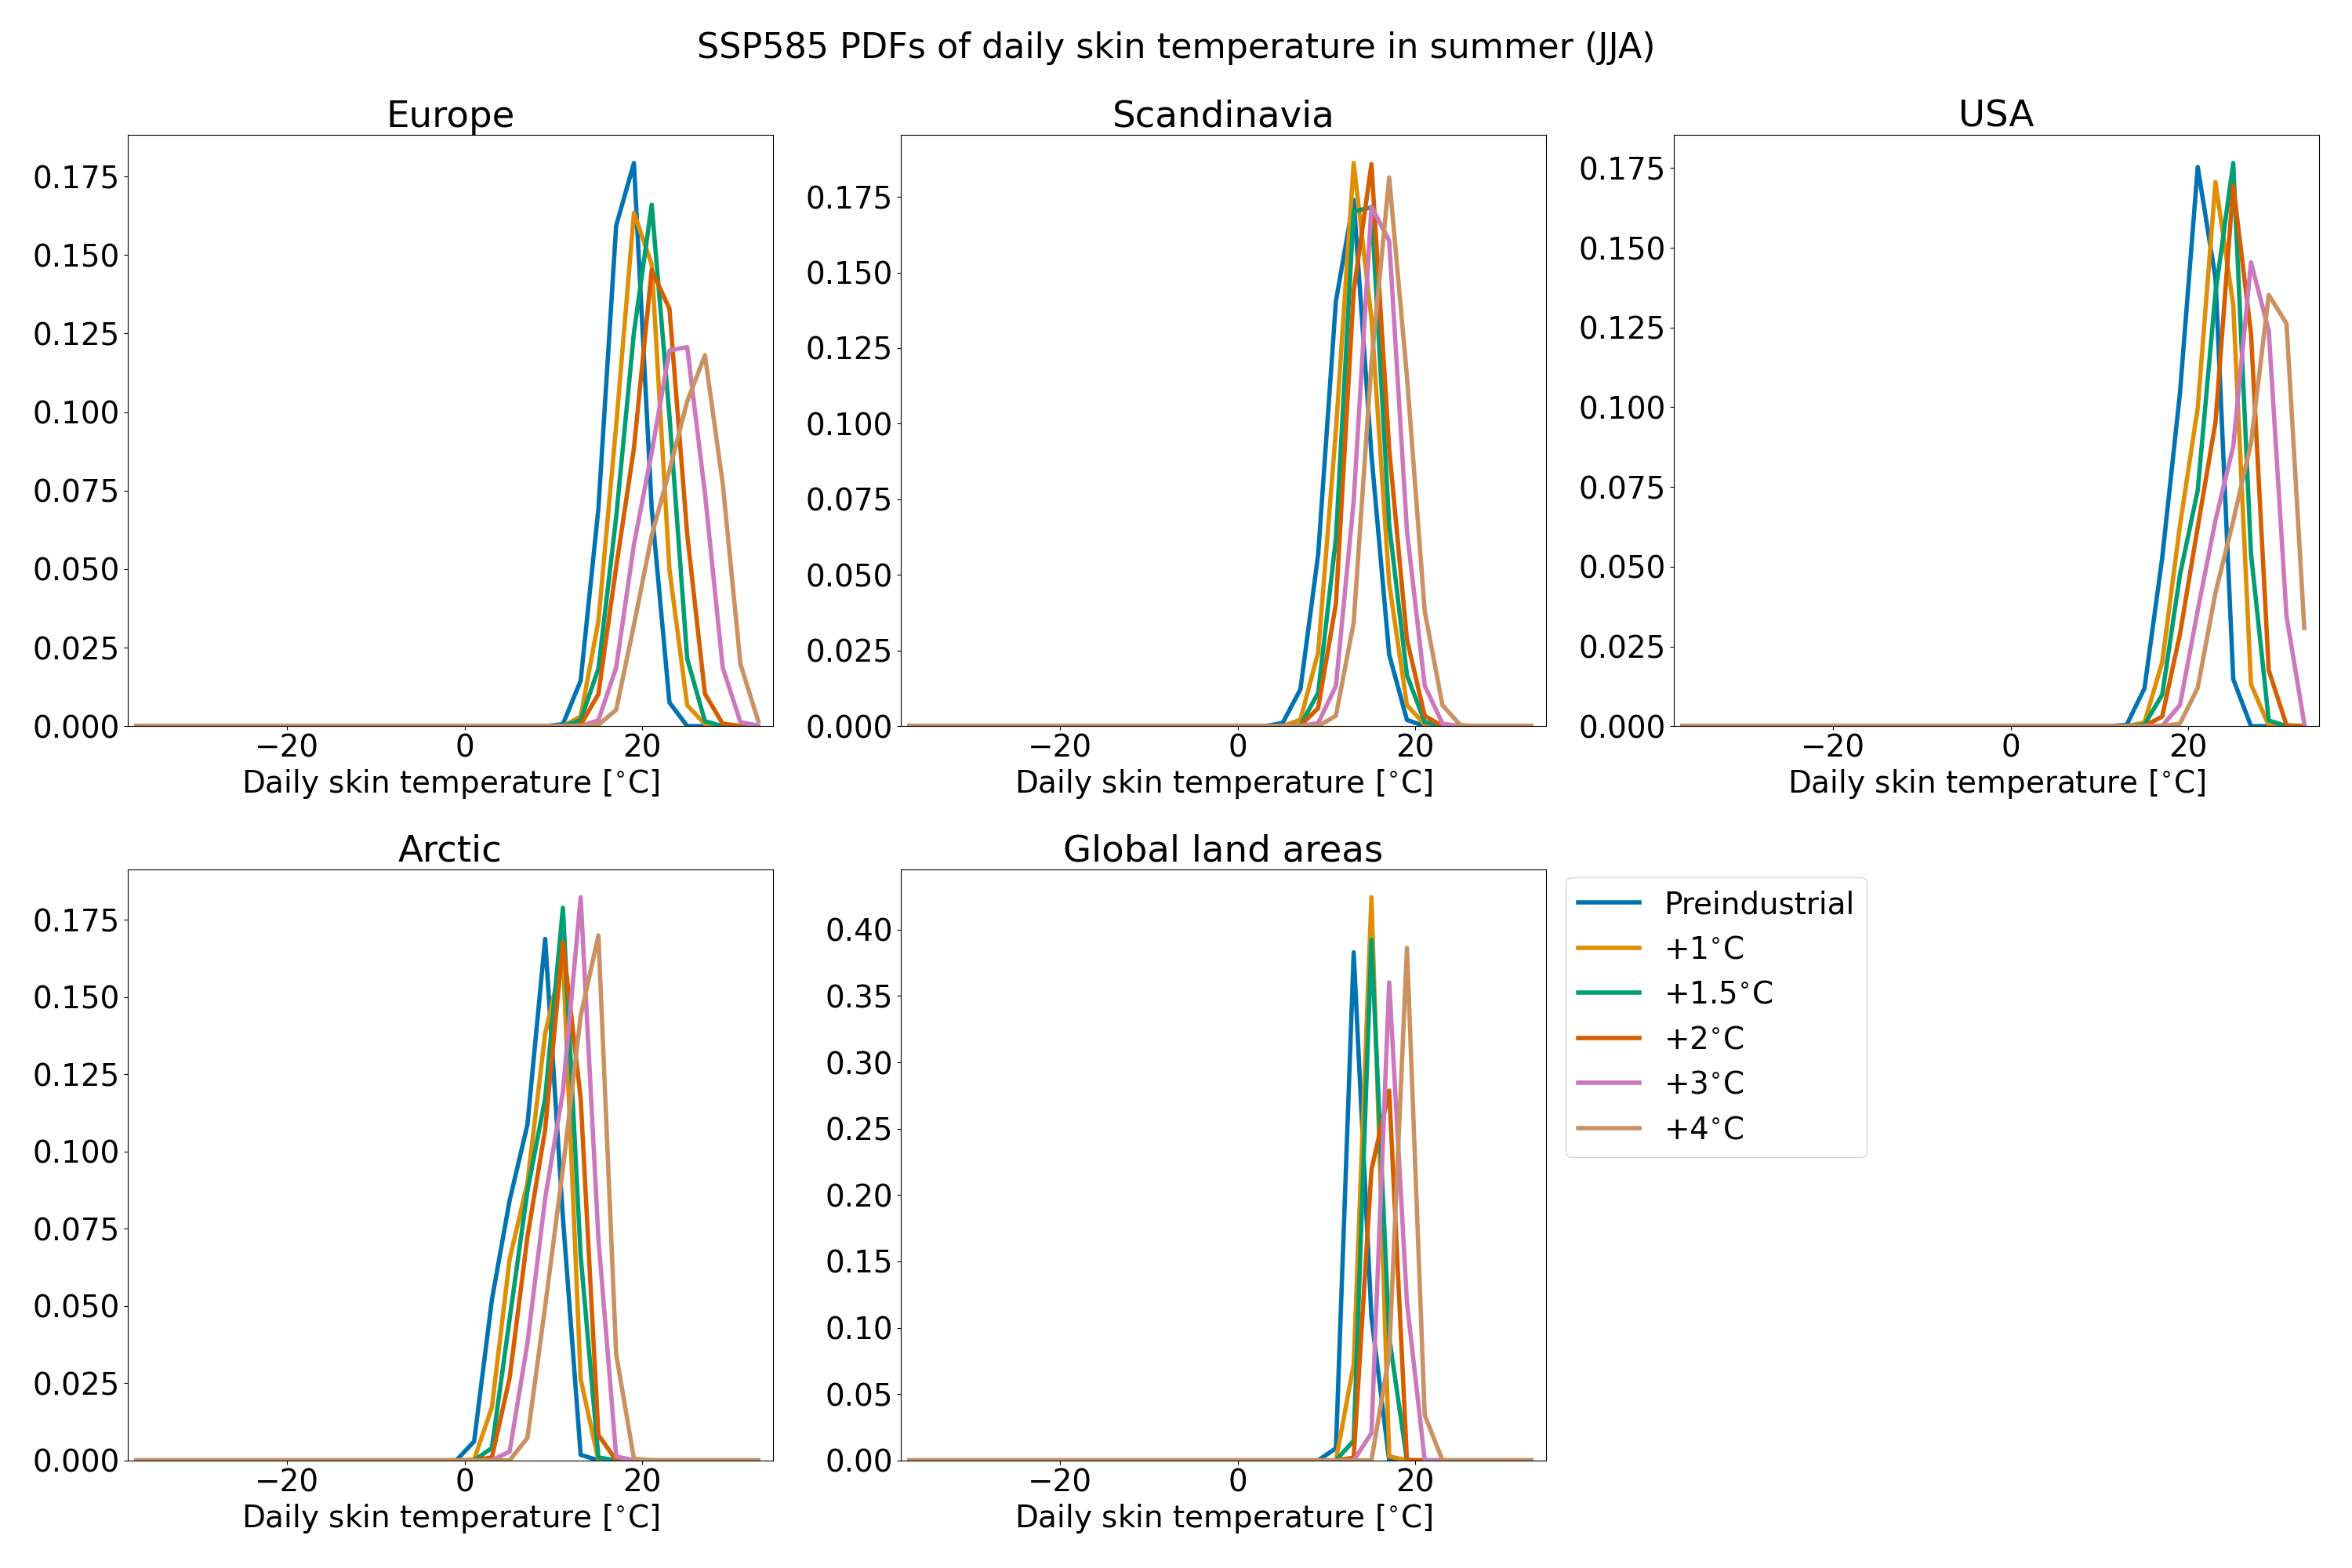 SSP585 PDFs of daily skin temperature in summer (JJA)
Europe
0.175
0.150
0.125
0.100
0.075
0.050
0.025
0.000
−20 0 20
Daily skin temperature [°C]
Scandinavia
0.175
0.150
0.125
0.100
0.075
0.050
0.025
0.000
−20 0 20
Daily skin temperature [°C]
USA
0.175
0.150
0.125
0.100
0.075
0.050
0.025
0.000
−20 0 20
Daily skin temperature [°C]
Arctic
0.175
0.150
0.125
0.100
0.075
0.050
0.025
0.000
−20 0 20
Daily skin temperature [°C]
Global land areas
0.40
0.35
0.30
0.25
0.20
0.15
0.10
0.05
0.00
−20 0 20
Daily skin temperature [°C]
Preindustrial
+1°C
+1.5°C
+2°C
+3°C
+4°C